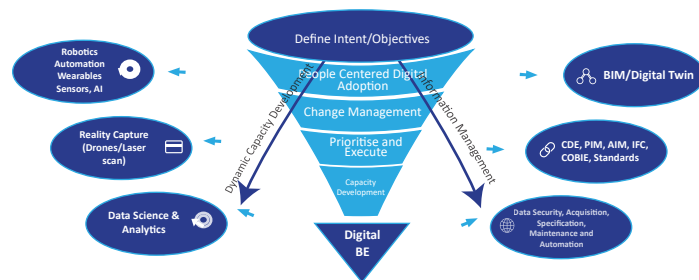 Define Intent/Objectives
People Centered Digital
Adoption
Change Management
Prioritise and
Execute
Capacity
Development
Digital
BE
Dynamic Capacity Development
Information Management
Robotics
Automation
Wearables
Sensors, AI
Reality Capture
(Drones/Laser
scan)
Data Science &
Analytics
BIM/Digital Twin
CDE, PIM, AIM, IFC,
COBIE, Standards
Data Security, Acquisition,
Specification,
Maintenance and
Automation